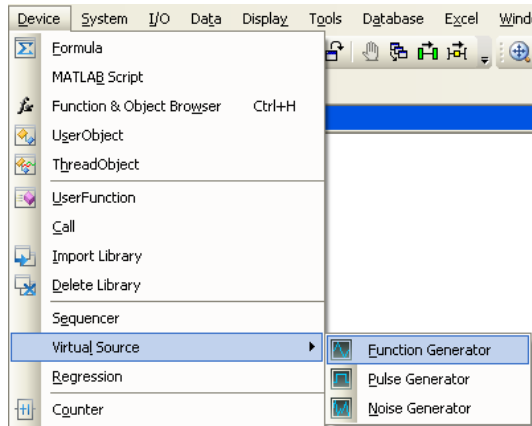 Device System I/O Data Display Tools Database Excel Wind
Formula
MATLAB Script
Function & Object Browser Ctrl+H
UserObject
ThreadObject
UserFunction
Call
Import Library
Delete Library
Sequencer
Virtual Source
Function Generator
Regression
Pulse Generator
Counter
Noise Generator